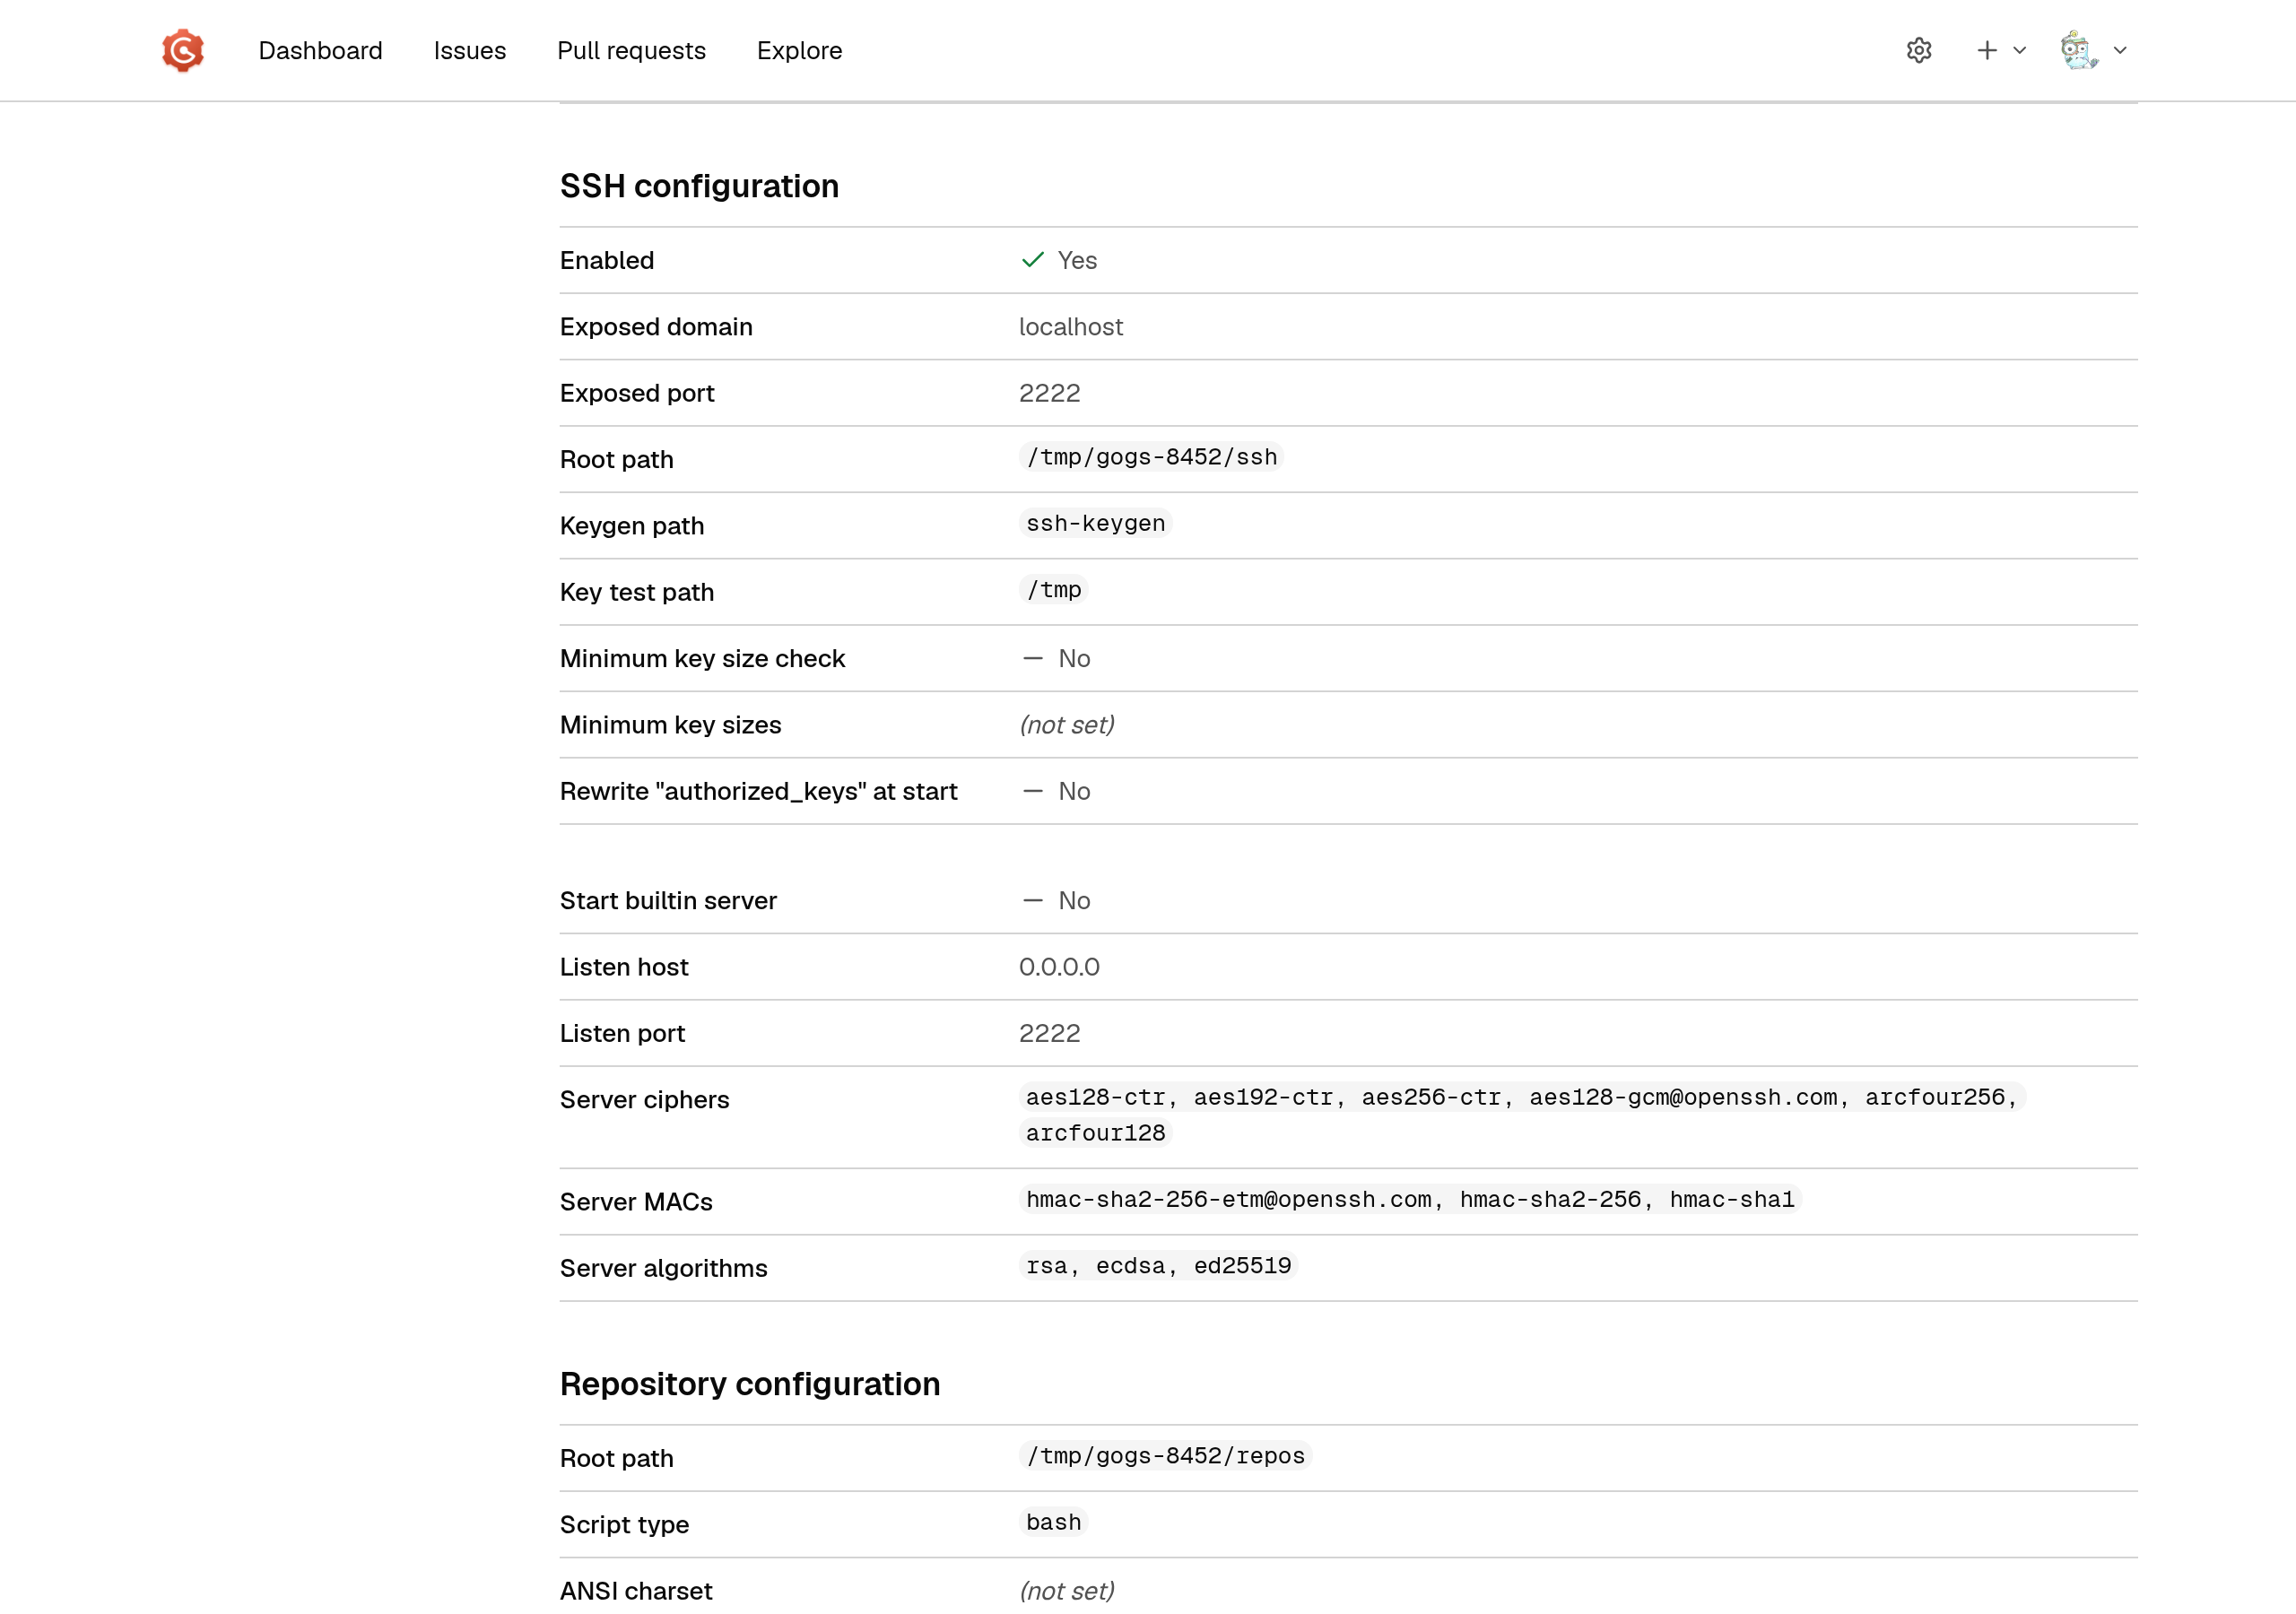 Dashboard Issues Pull requests Explore
SSH configuration
Enabled Yes
Exposed domain localhost
Exposed port 2222
Root path /tmp/gogs-8452/ssh
Keygen path ssh-keygen
Key test path /tmp
Minimum key size check No
Minimum key sizes (not set)
Rewrite "authorized_keys" at start No
Start builtin server No
Listen host 0.0.0.0
Listen port 2222
Server ciphers aes128-ctr, aes192-ctr, aes256-ctr, aes128-gcm@openssh.com, arcfour256,
arcfour128
Server MACs hmac-sha2-256-etm@openssh.com, hmac-sha2-256, hmac-sha1
Server algorithms rsa, ecdsa, ed25519
Repository configuration
Root path /tmp/gogs-8452/repos
Script type bash
ANSI charset (not set)